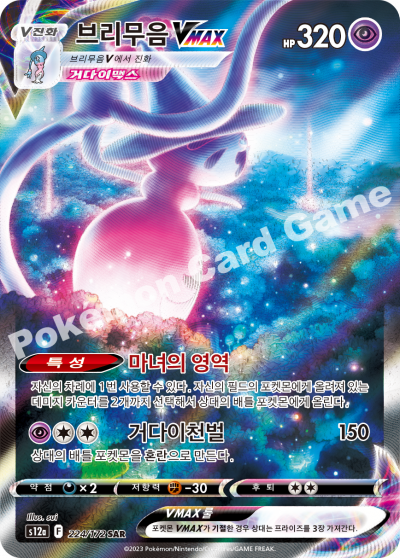 V진화
브리무음 VMAX
HP 320
브리무음V에서 진화
거다이맥스
Pokémon Card Game
특성 마녀의 영역
자신의 차례에 1번 사용할 수 있다. 자신의 필드의 포켓몬에게 올려져 있는
데미지 카운터를 2개까지 선택해서 상대의 배틀 포켓몬에게 올린다.
거다이천벌 150
상대의 배틀 포켓몬을 혼란으로 만든다.
약점 ×2 저항력 -30 후퇴
Illus. sui
s12a F 224/172 SAR
VMAX룰
포켓몬 VMAX가 기절한 경우 상대는 프라이즈를 3장 가져간다.
©2023 Pokémon/Nintendo/Creatures/GAME FREAK.